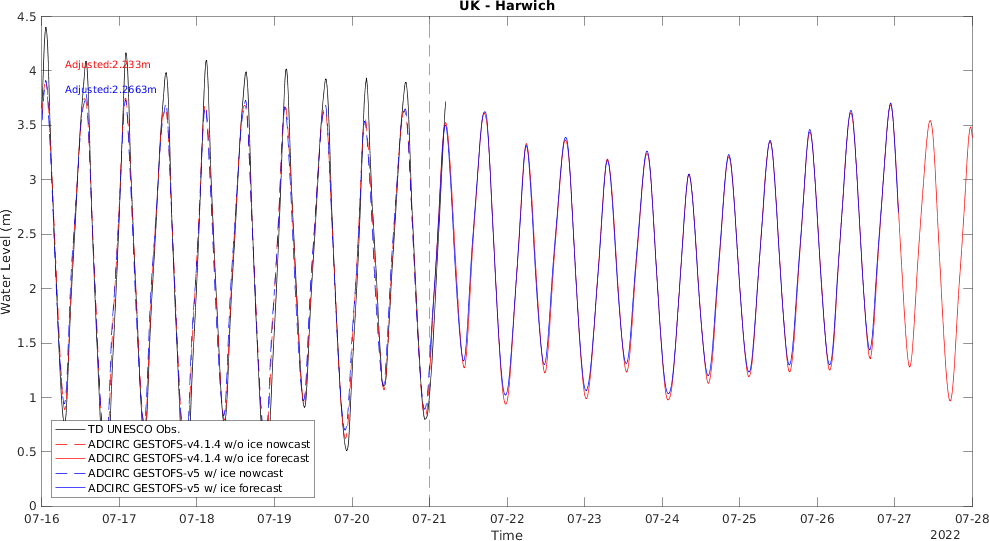 UK - Harwich
4.5
4
3.5
3
2.5
2
1.5
1
0.5
0
Water Level (m)
Adjusted:2.233m
Adjusted:2.2663m
TD UNESCO Obs.
ADCIRC GESTOFS-v4.1.4 w/o ice nowcast
ADCIRC GESTOFS-v4.1.4 w/o ice forecast
ADCIRC GESTOFS-v5 w/ ice nowcast
ADCIRC GESTOFS-v5 w/ ice forecast
07-16 07-17 07-18 07-19 07-20 07-21 07-22 07-23 07-24 07-25 07-26 07-27 07-28
Time
2022